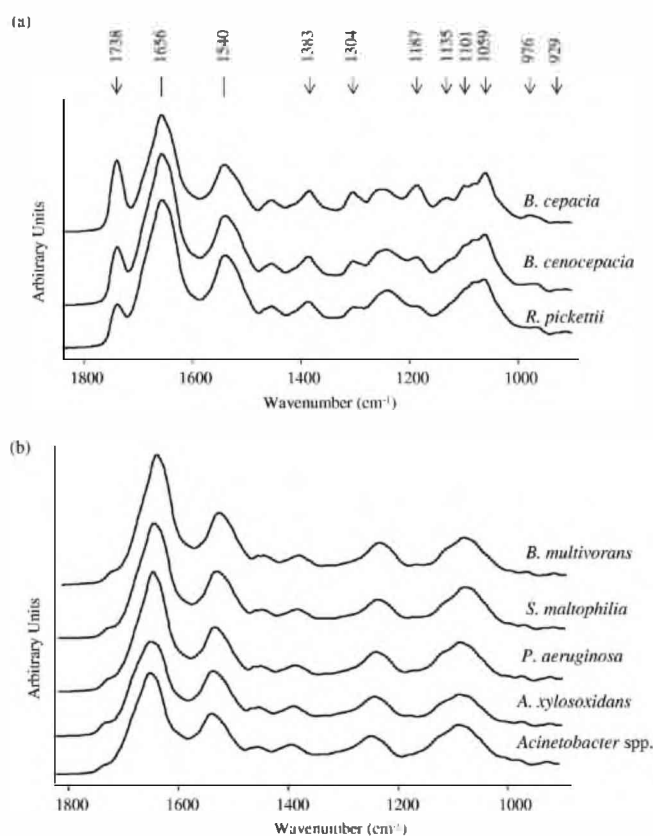 (a)
1738
1656
1540
1383
1304
1187
1135
1101
1059
976
929
Arbitrary Units
B. cepacia
B. cenocepacia
R. pickettii
1800 1600 1400 1200 1000
Wavenumber (cm⁻¹)
(b)
Arbitrary Units
B. multivorans
S. maltophilia
P. aeruginosa
A. xylosoxidans
Acinetobacter spp.
1800 1600 1400 1200 1000
Wavenumber (cm⁻¹)